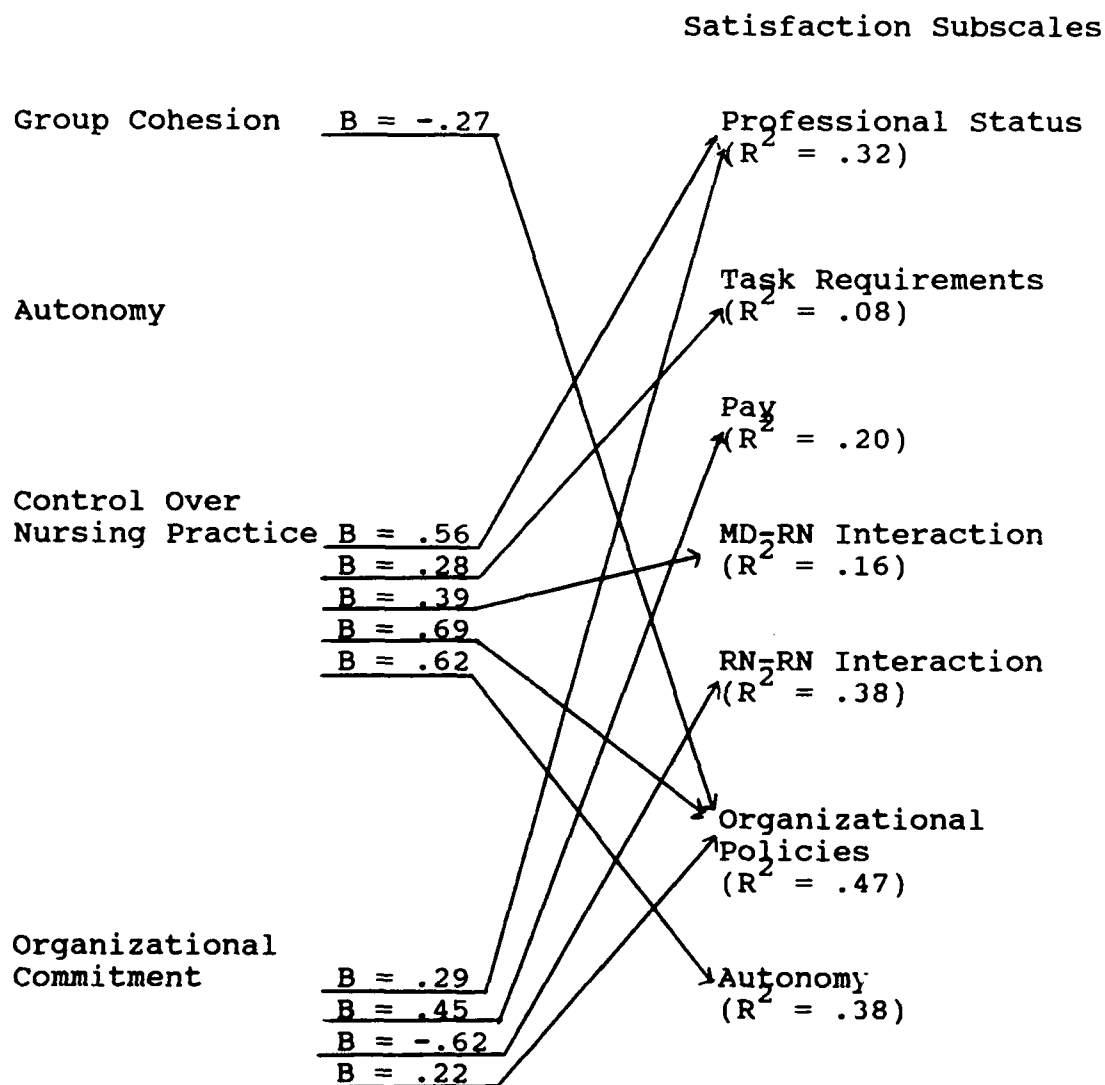 Satisfaction Subscales
Group Cohesion B = -.27
Professional Status
(R² = .32)
Task Requirements
(R² = .08)
Autonomy
Pay
(R² = .20)
Control Over
Nursing Practice B = .56
B = .28
B = .39
B = .69
B = .62
MD-RN Interaction
(R² = .16)
RN-RN Interaction
(R² = .38)
Organizational
Policies
(R² = .47)
Organizational
Commitment B = .29
B = .45
B = -.62
B = .22
Autonomy
(R² = .38)